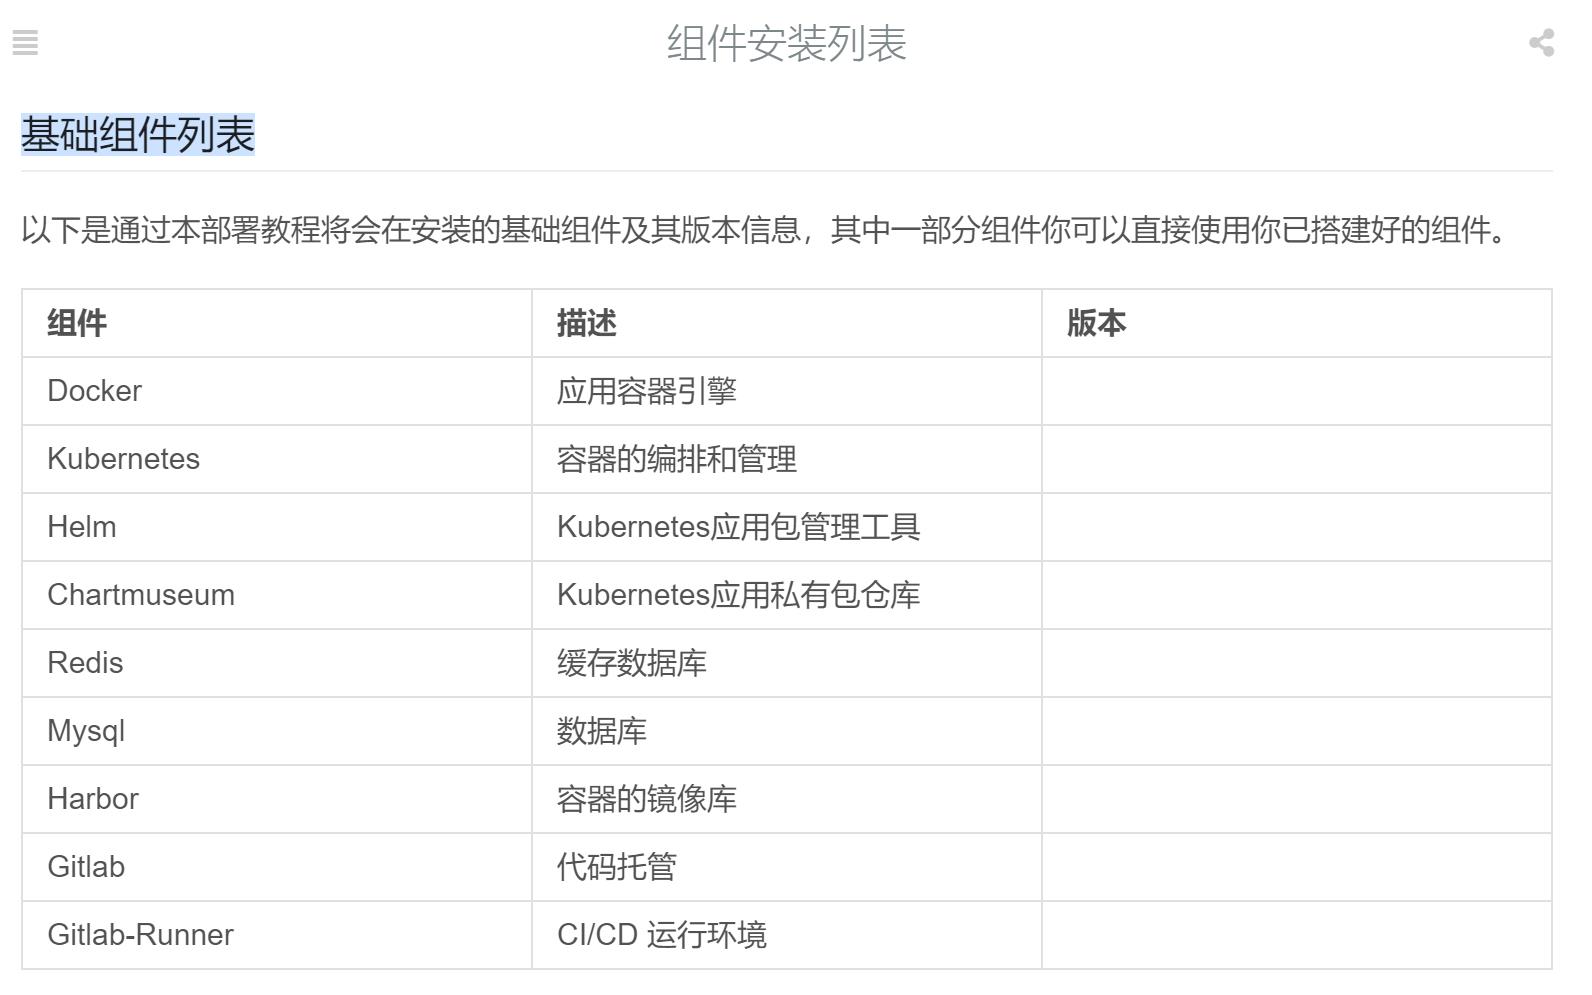 组件安装列表
基础组件列表
以下是通过本部署教程将会在安装的基础组件及其版本信息，其中一部分组件你可以直接使用你已搭建好的组件。
组件 描述 版本
Docker 应用容器引擎
Kubernetes 容器的编排和管理
Helm Kubernetes应用包管理工具
Chartmuseum Kubernetes应用私有包仓库
Redis 缓存数据库
Mysql 数据库
Harbor 容器的镜像库
Gitlab 代码托管
Gitlab-Runner CI/CD 运行环境